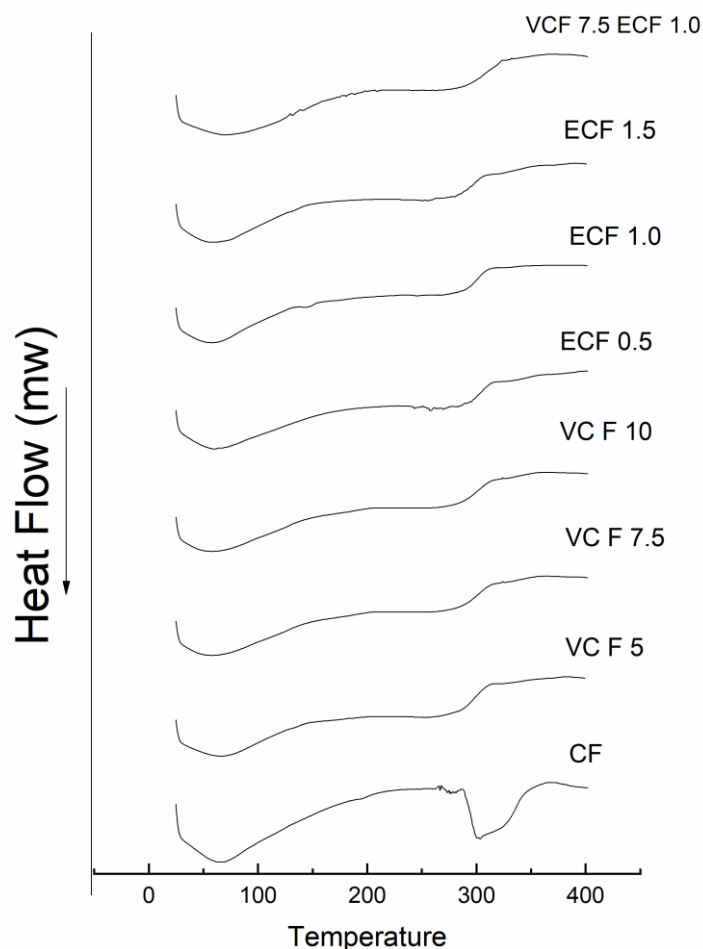 VCF 7.5 ECF 1.0
ECF 1.5
ECF 1.0
ECF 0.5
VC F 10
VC F 7.5
VC F 5
CF
Heat Flow (mw)
0 100 200 300 400
Temperature